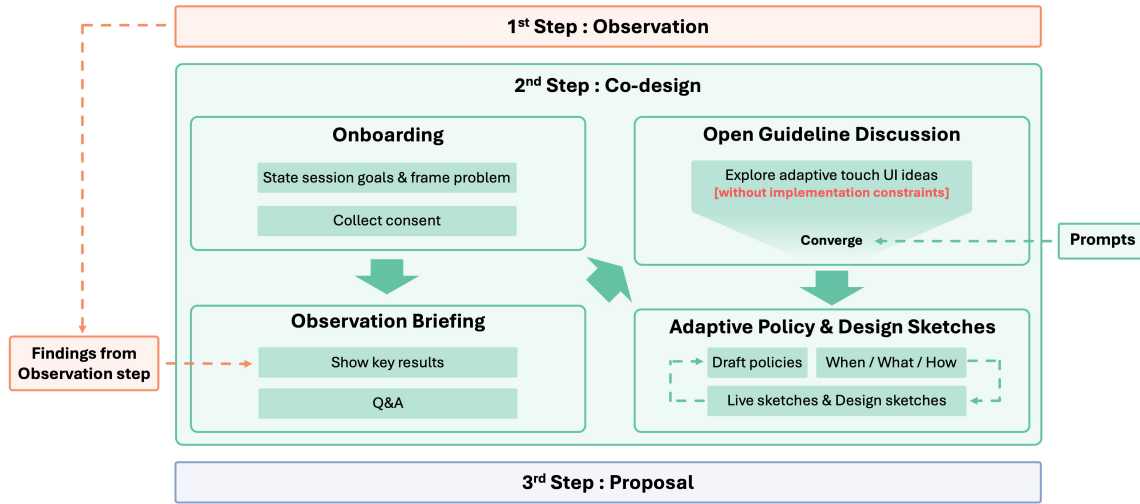 1st Step : Observation
2nd Step : Co-design
Onboarding
State session goals & frame problem
Collect consent
Observation Briefing
Show key results
Q&A
Findings from
Observation step
Open Guideline Discussion
Explore adaptive touch UI ideas
[without implementation constraints]
Converge
Prompts
Adaptive Policy & Design Sketches
Draft policies
When / What / How
Live sketches & Design sketches
3rd Step : Proposal